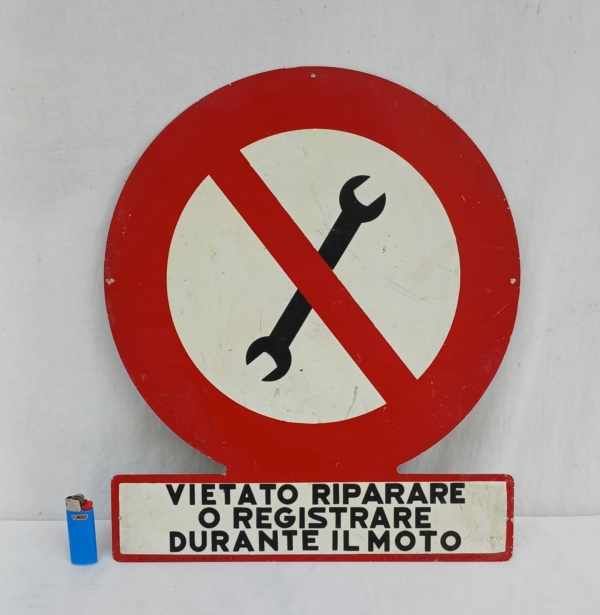 VIETATO RIPARARE
O REGISTRARE
DURANTE IL MOTO